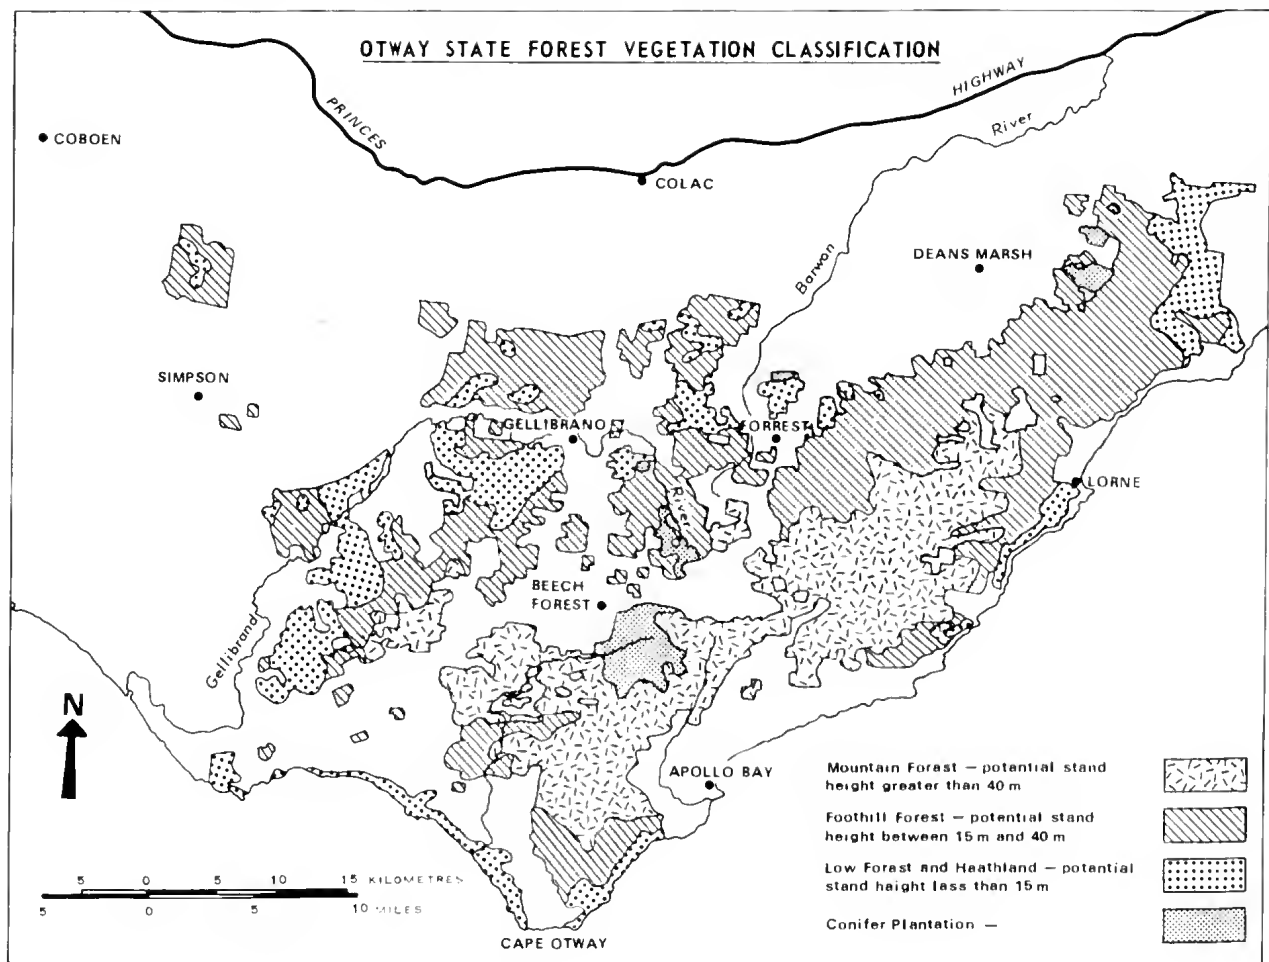 OTWAY STATE FOREST VEGETATION CLASSIFICATION
PRINCES
HIGHWAY
River
COBOEN
COLAC
Barwon
DEANS MARSH
SIMPSON
GELLIBRANO
FORREST
River
LORNE
BEECH
FOREST
Gellibrand
N
APOLLO BAY
CAPE OTWAY
Mountain Forest — potential stand
height greater than 40 m
Foothill Forest — potential stand
height between 15 m and 40 m
Low Forest and Heathland — potential
stand height less than 15 m
Conifer Plantation —
5 0 5 10 15 KILOMETRES
5 0 5 10 MILES